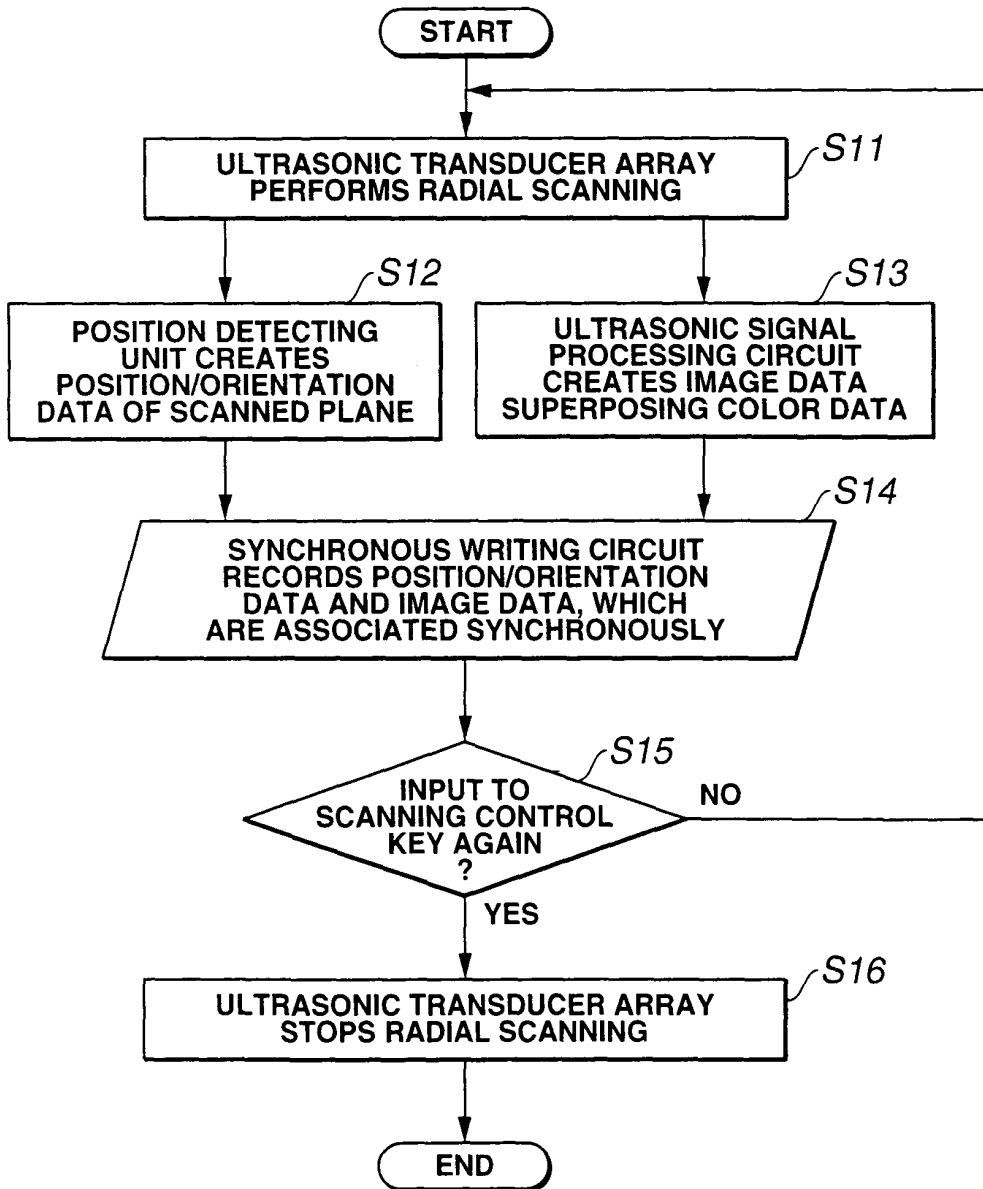 START
S11
ULTRASONIC TRANSDUCER ARRAY
PERFORMS RADIAL SCANNING
S12
POSITION DETECTING
UNIT CREATES
POSITION/ORIENTATION
DATA OF SCANNED PLANE
S13
ULTRASONIC SIGNAL
PROCESSING CIRCUIT
CREATES IMAGE DATA
SUPERPOSING COLOR DATA
S14
SYNCHRONOUS WRITING CIRCUIT
RECORDS POSITION/ORIENTATION
DATA AND IMAGE DATA, WHICH
ARE ASSOCIATED SYNCHRONOUSLY
S15
INPUT TO
SCANNING CONTROL
KEY AGAIN
?
NO
YES
S16
ULTRASONIC TRANSDUCER ARRAY
STOPS RADIAL SCANNING
END